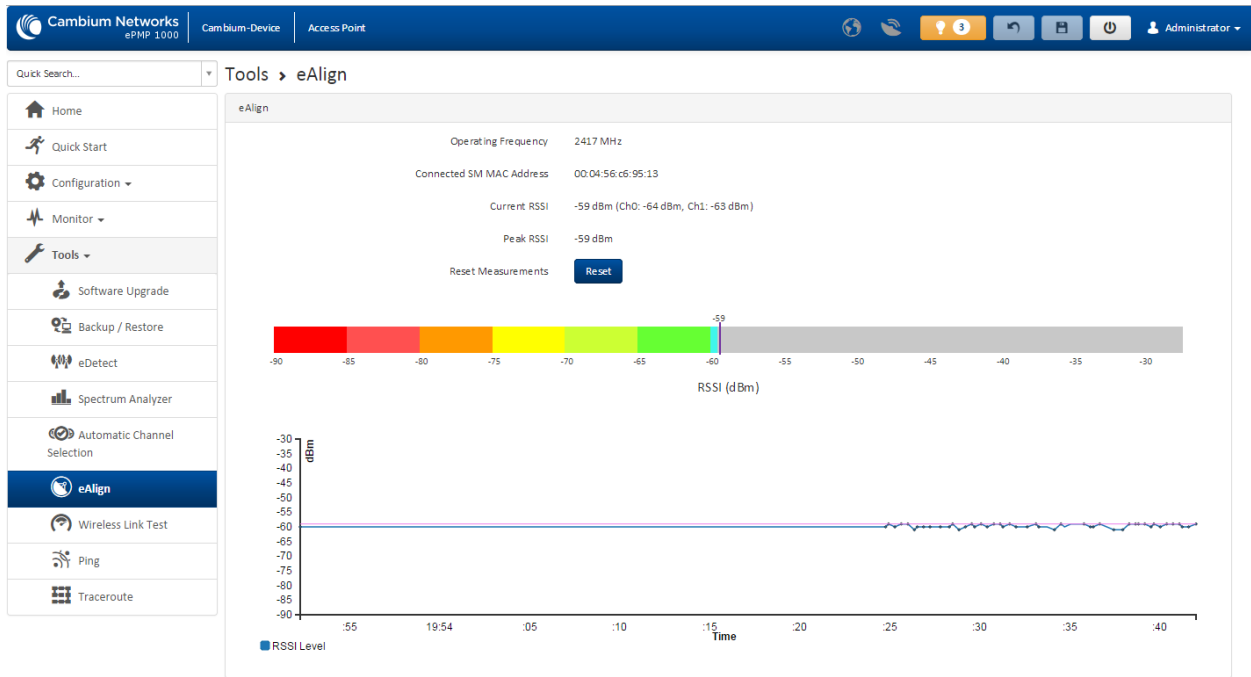 Cambium Networks
ePMP 1000
Cambium-Device
Access Point
3
Administrator
Quick Search...
Tools > eAlign
Home
Quick Start
Configuration
Monitor
Tools
Software Upgrade
Backup / Restore
eDetect
Spectrum Analyzer
Automatic Channel
Selection
eAlign
Wireless Link Test
Ping
Traceroute
eAlign
Operating Frequency 2417 MHz
Connected SM MAC Address 00:04:56:c6:95:13
Current RSSI -59 dBm (Ch0: -64 dBm, Ch1: -63 dBm)
Peak RSSI -59 dBm
Reset Measurements Reset
-59
-90 -85 -80 -75 -70 -65 -60 -55 -50 -45 -40 -35 -30
RSSI (dBm)
dBm
-30
-35
-40
-45
-50
-55
-60
-65
-70
-75
-80
-85
-90
:55 19:54 :05 :10 :15 :20 :25 :30 :35 :40
Time
RSSI Level